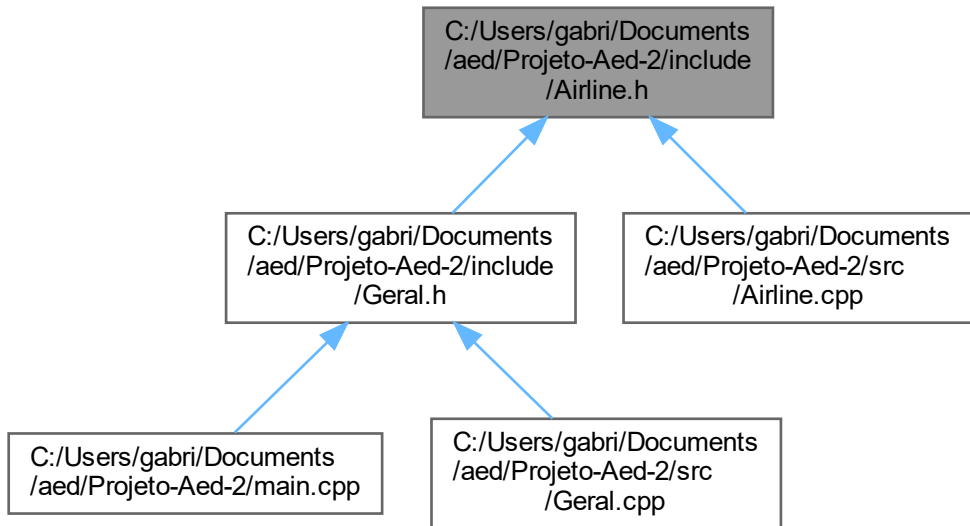 C:/Users/gabri/Documents
/aed/Projeto-Aed-2/include
/Airline.h
C:/Users/gabri/Documents
/aed/Projeto-Aed-2/include
/Geral.h
C:/Users/gabri/Documents
/aed/Projeto-Aed-2/src
/Airline.cpp
C:/Users/gabri/Documents
/aed/Projeto-Aed-2/main.cpp
C:/Users/gabri/Documents
/aed/Projeto-Aed-2/src
/Geral.cpp